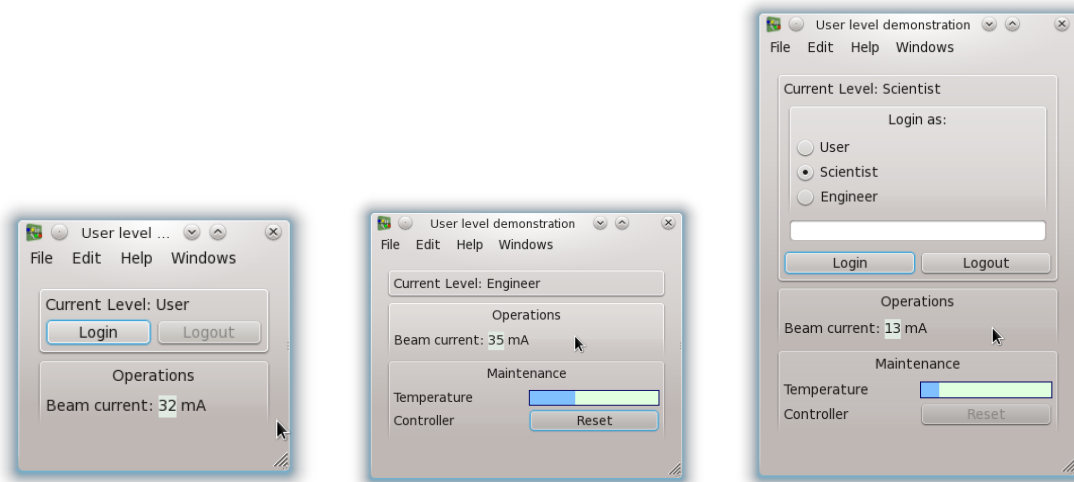 User level ...
File Edit Help Windows
Current Level: User
Login Logout
Operations
Beam current: 32 mA
User level demonstration
File Edit Help Windows
Current Level: Engineer
Operations
Beam current: 35 mA
Maintenance
Temperature
Controller Reset
User level demonstration
File Edit Help Windows
Current Level: Scientist
Login as:
User
Scientist
Engineer
Login Logout
Operations
Beam current: 13 mA
Maintenance
Temperature
Controller Reset